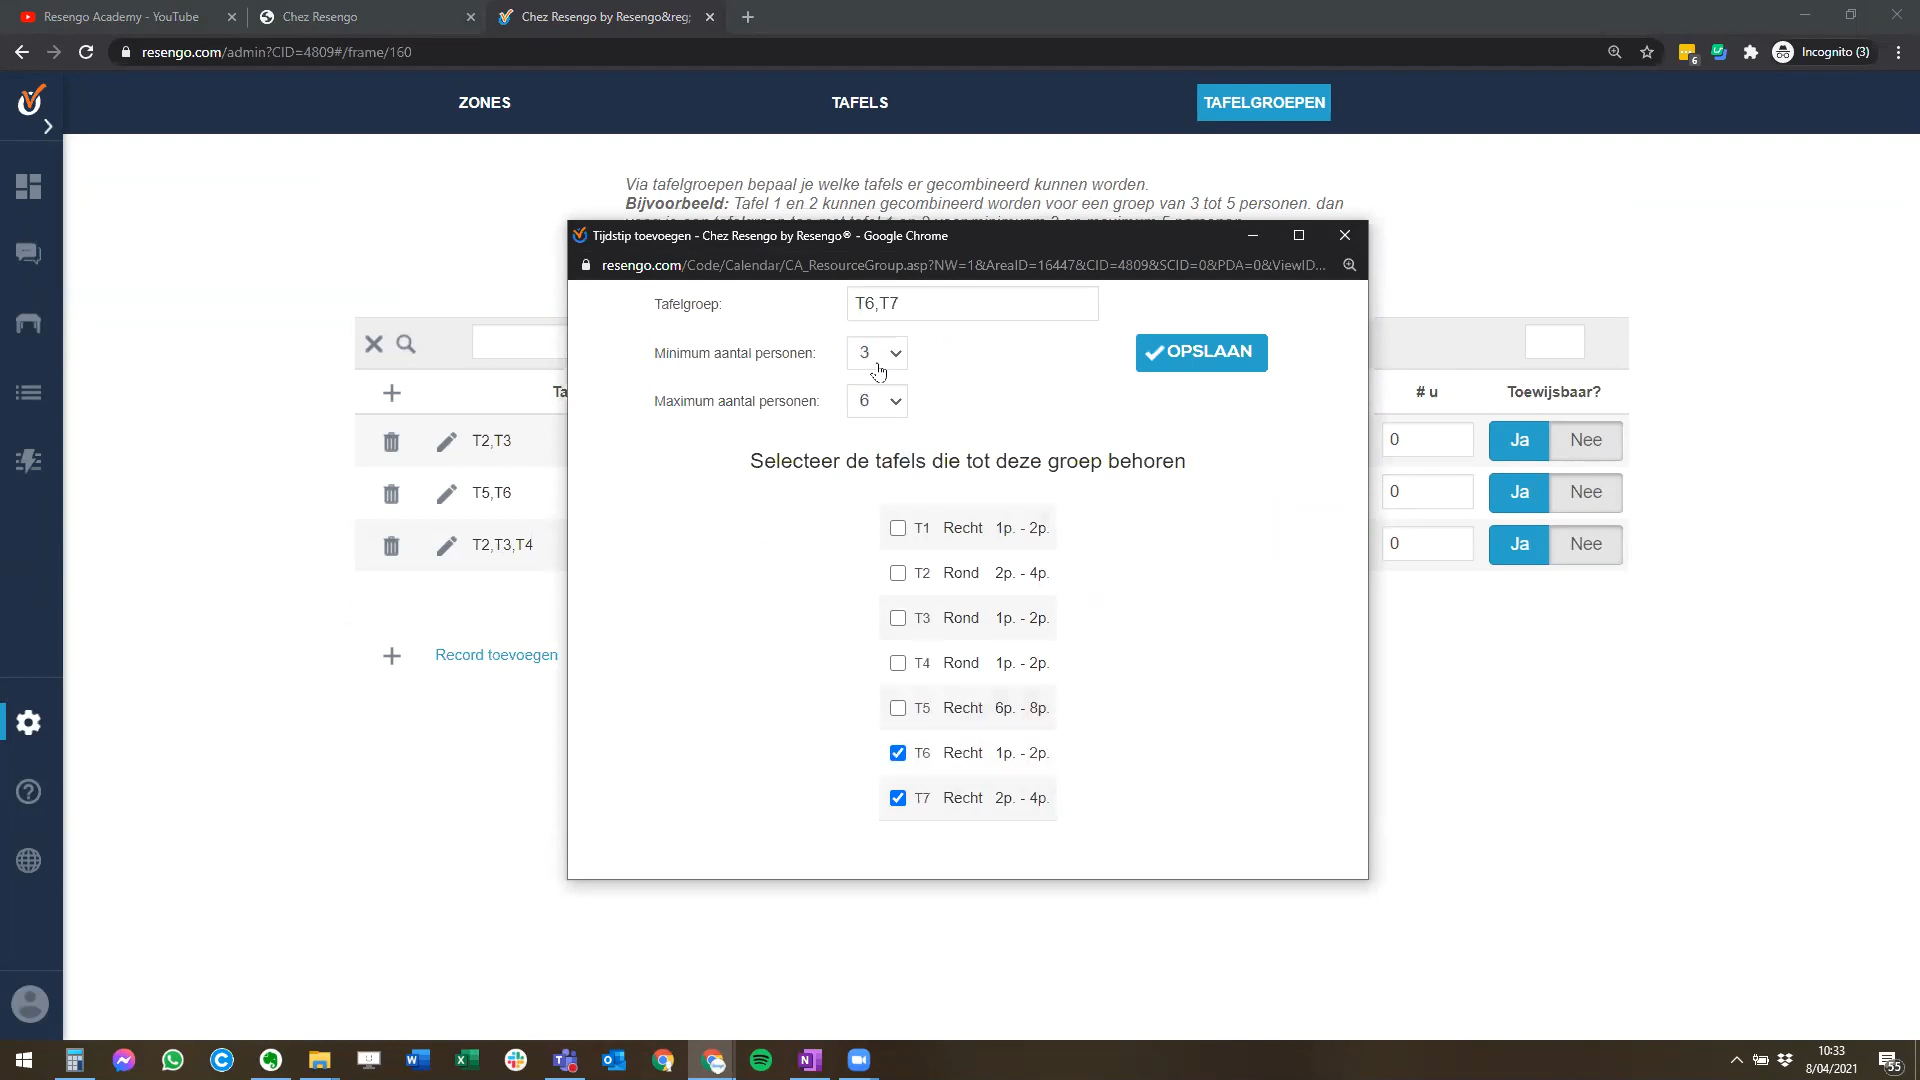 Resengo Academy - YouTube
Chez Resengo
Chez Resengo by Resengo&reg;
resengo.com/admin?CID=4809#/frame/160
6
Incognito (3)
ZONES
TAFELS
TAFELGROEPEN
Via tafelgroepen bepaal je welke tafels er gecombineerd kunnen worden.
Bijvoorbeeld: Tafel 1 en 2 kunnen gecombineerd worden voor een groep van 3 tot 5 personen. dan
Tijdstip toevoegen - Chez Resengo by Resengo® - Google Chrome
resengo.com/Code/Calendar/CA_ResourceGroup.asp?NW=1&AreaID=16447&CID=4809&SCID=0&PDA=0&ViewID...
Tafelgroep:
T6,T7
Minimum aantal personen:
3
OPSLAAN
Maximum aantal personen:
6
Selecteer de tafels die tot deze groep behoren
T1 Recht 1p. - 2p.
T2 Rond 2p. - 4p.
T3 Rond 1p. - 2p.
T4 Rond 1p. - 2p.
T5 Recht 6p. - 8p.
T6 Recht 1p. - 2p.
T7 Recht 2p. - 4p.
Ta
# u
Toewijsbaar?
T2,T3
0
Ja
Nee
T5,T6
0
Ja
Nee
T2,T3,T4
0
Ja
Nee
Record toevoegen
10:33
8/04/2021
55